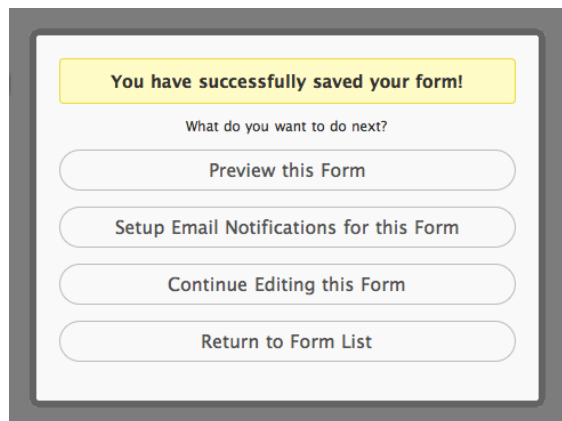 You have successfully saved your form!
What do you want to do next?
Preview this Form
Setup Email Notifications for this Form
Continue Editing this Form
Return to Form List